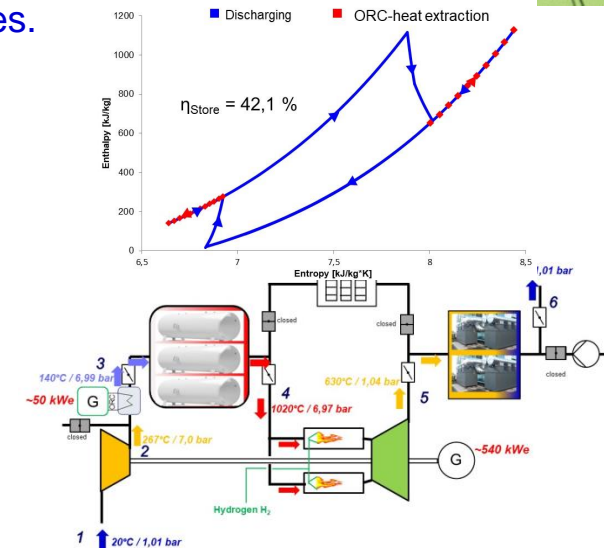 es.
Discharging
ORC-heat extraction
1200
1000
800
600
400
200
0
Enthalpy [kJ/kg]
ηStore = 42,1 %
6,5
7
7,5
8
8,5
Entropy [kJ/kg*K]
1,01 bar
6
closed
closed
closed
3
140°C / 6,99 bar
~50 kWe
G
ORC
closed
4
1020°C / 6,97 bar
630°C / 1,04 bar
5
267°C / 7,0 bar
2
G
~540 kWe
Hydrogen H2
1
20°C / 1,01 bar